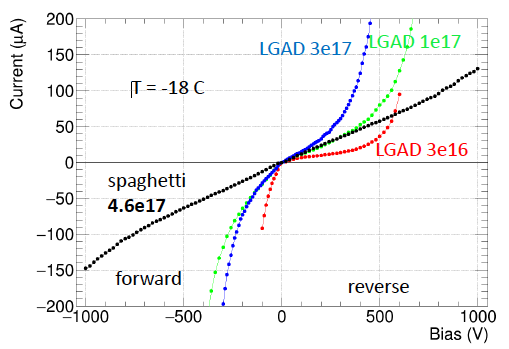 Current (µA)
200
150
100
50
0
−50
−100
−150
−200
LGAD 3e17
LGAD 1e17
T = -18 C
LGAD 3e16
spaghetti
4.6e17
forward
reverse
−1000
−500
0
500
1000
Bias (V)